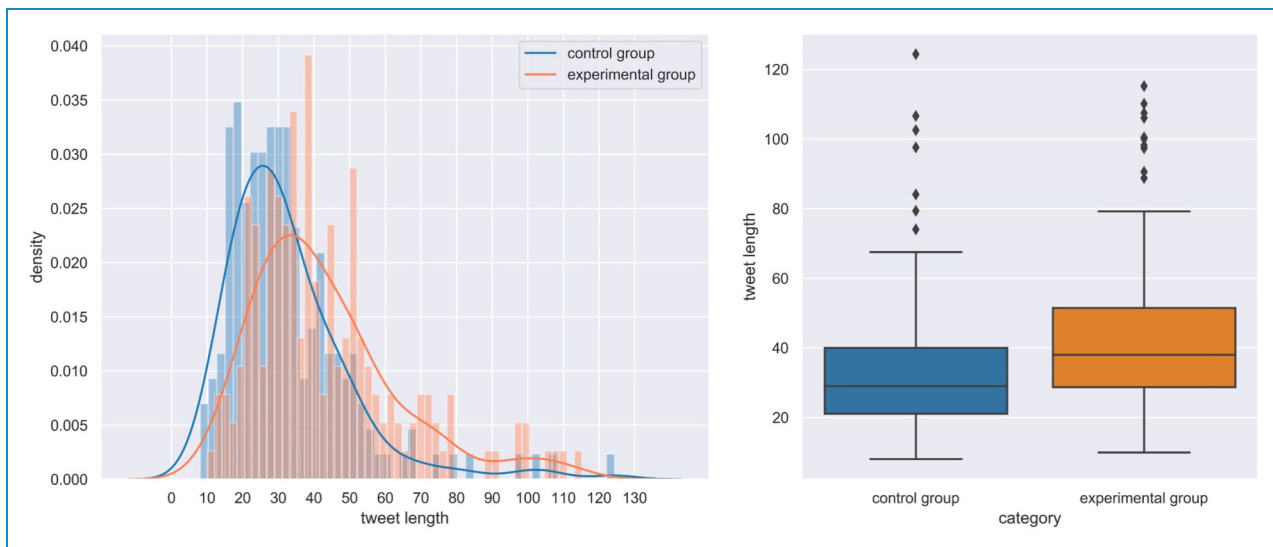 control group
experimental group
0.040
0.035
0.030
0.025
0.020
0.015
0.010
0.005
0.000
density
0 10 20 30 40 50 60 70 80 90 100 110 120 130
tweet length
120
100
80
60
40
20
tweet length
control group experimental group
category